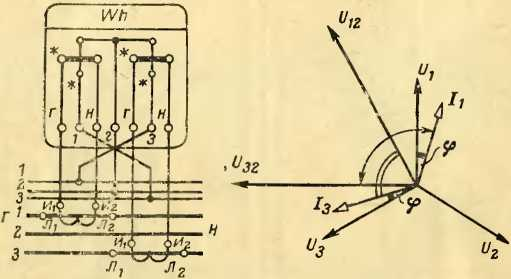 Wh
* *
* *
Г Н Г Н
1 2 3
1
2
3
Г 1 И₁ И₂
Л₁ Л₂
2 Н
И₁ И₂
3 Л₁ Л₂
U₁₂
U₁
I₁
φ
U₃₂
I₃
φ
U₃
U₂